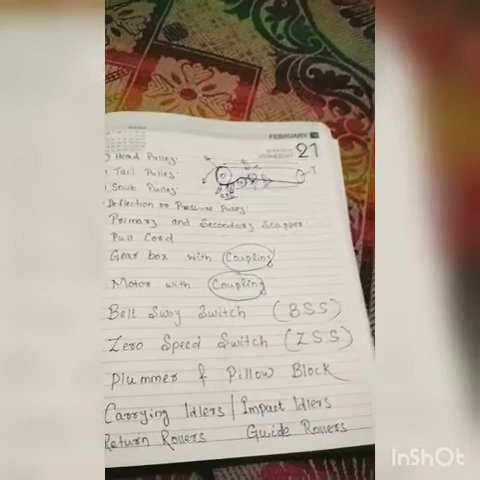 FEBRUARY
WEDNESDAY 21
Head Pulley.
Tail Pulley.
Snub Pulley.
Deflection or Pressure Pulley.
Primary and Secondary Scapper.
Pull Cord
Gear box with Coupling
Motor with Coupling
Belt Sway Switch (BSS)
Zero Speed Switch (ZSS)
Plummer & Pillow Block
Carrying Idlers / Impact Idlers
Return Rollers Guide Rollers
InShOt